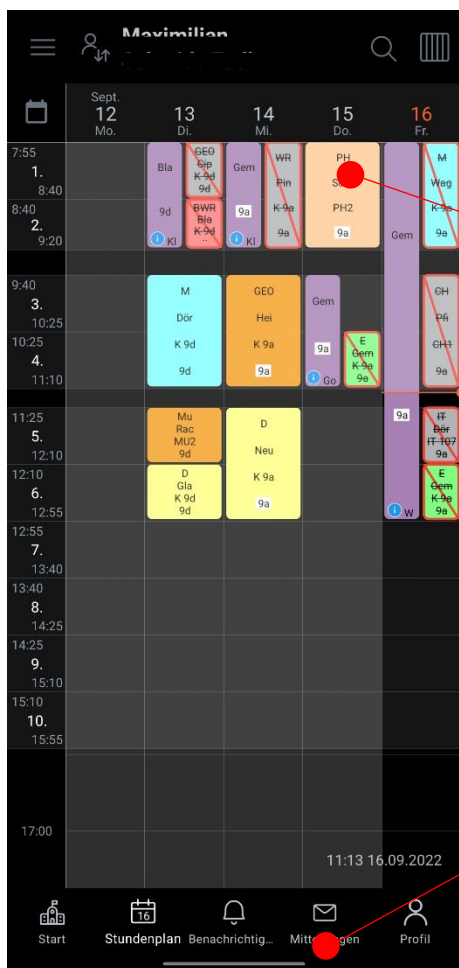 Maximilian
Sept.
12 13 14 15 16
Mo. Di. Mi. Do. Fr.
7:55
1.
8:40
8:40
2.
9:20
9:40
3.
10:25
10:25
4.
11:10
11:25
5.
12:10
12:10
6.
12:55
12:55
7.
13:40
13:40
8.
14:25
14:25
9.
15:10
15:10
10.
15:55
17:00
Bla
9d
Kl
GEO
Gip
K 9d
9d
BWR
Bla
K 9d
M
Dör
K 9d
9d
Mu
Rac
MU2
9d
D
Gla
K 9d
9d
Gem
9a
Kl
WR
Pin
K 9a
9a
GEO
Hei
K 9a
9a
D
Neu
K 9a
9a
PH
PH2
9a
Gem
9a
Go
E
Gem
K 9a
9a
Gem
9a
W
M
Wag
K 9a
9a
CH
Pfi
CH1
9a
IT
Dör
IT 107
9a
E
Gem
K 9a
9a
11:13 16.09.2022
16
Start Stundenplan Benachrichtig... Profil